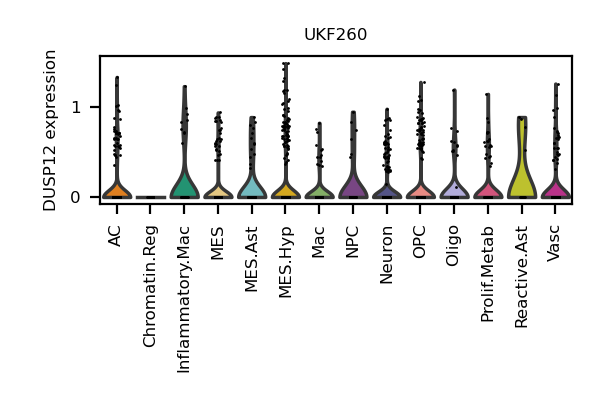 UKF260
DUSP12 expression
1
0
AC
Chromatin.Reg
Inflammatory.Mac
MES
MES.Ast
MES.Hyp
Mac
NPC
Neuron
OPC
Oligo
Prolif.Metab
Reactive.Ast
Vasc